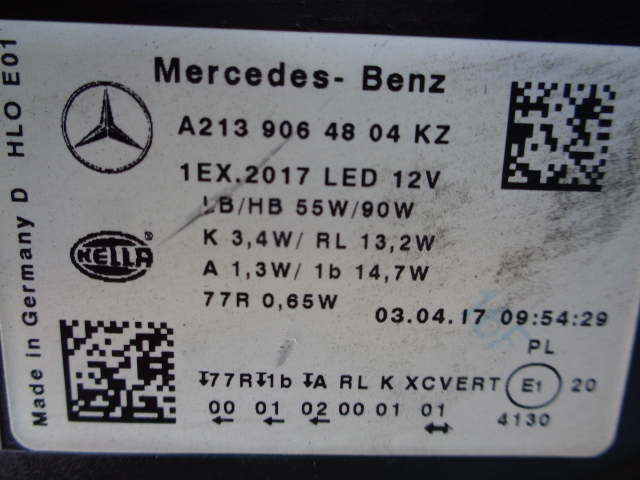 Mercedes- Benz
A213 906 48 04 KZ
1EX.2017 LED 12V
LB/HB 55W/90W
K 3,4W/ RL 13,2W
A 1,3W/ 1b 14,7W
77R 0,65W
03.04.17 09:54:29
PL
77R 1b A RL K XCVERT E1 20
00 01 02 00 01 01
4130
HELLA
Made in Germany D HLO E01